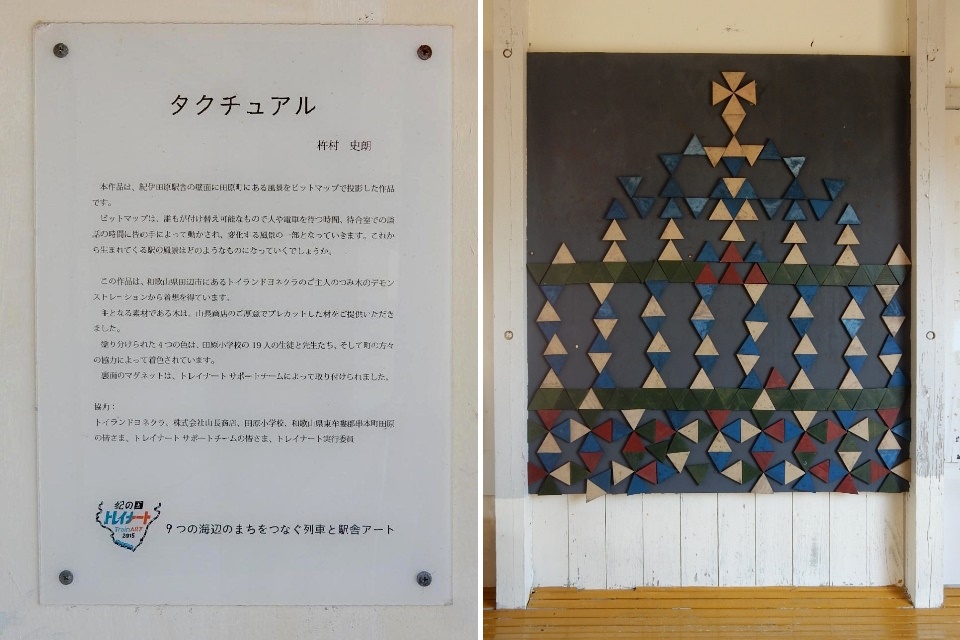 タクチュアル
杵村 史朗
本作品は、紀伊田原駅舎の壁面に田原町にある風景をビットマップで投影した作品
です。
ビットマップは、誰もが付け替え可能なもので人や電車を待つ時間、待合室での談
話の時間に皆の手によって動かされ、変化する風景の一部となっていきます。これか
ら生まれてくる駅の風景はどのようなものになっていくでしょうか。
この作品は、和歌山県田辺市にあるトイランドヨネクラのご主人のつみ木のデモン
ストレーションから着想を得ています。
主となる素材である木は、山長商店のご厚意でプレカットした材をご提供いただき
ました。
塗り分けられた4つの色は、田原小学校の19人の生徒と先生たち、そして町の方々
の協力によって着色されています。
裏面のマグネットは、トレイナート サポートチームによって取り付けられました。
協力：
トイランドヨネクラ、株式会社山長商店、田原小学校、和歌山県東牟婁郡串本町田原
の皆さま、トレイナート サポートチームの皆さま、トレイナート実行委員
紀の国
トレイナート
TrainART
2015
9つの海辺のまちをつなぐ列車と駅舎アート